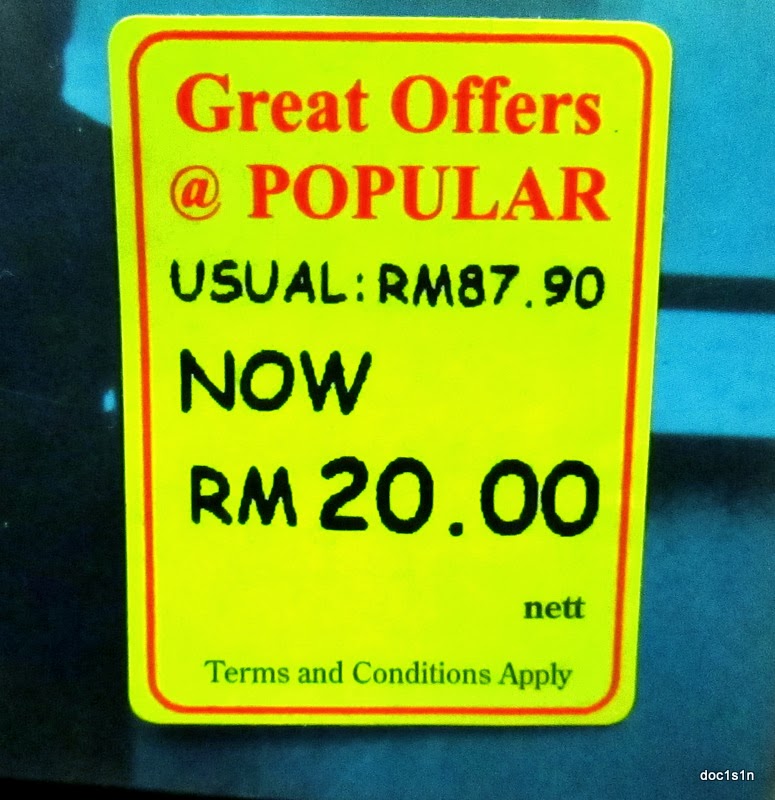 Great Offers
@ POPULAR
USUAL: RM87.90
NOW
RM 20.00
nett
Terms and Conditions Apply
doc1s1n